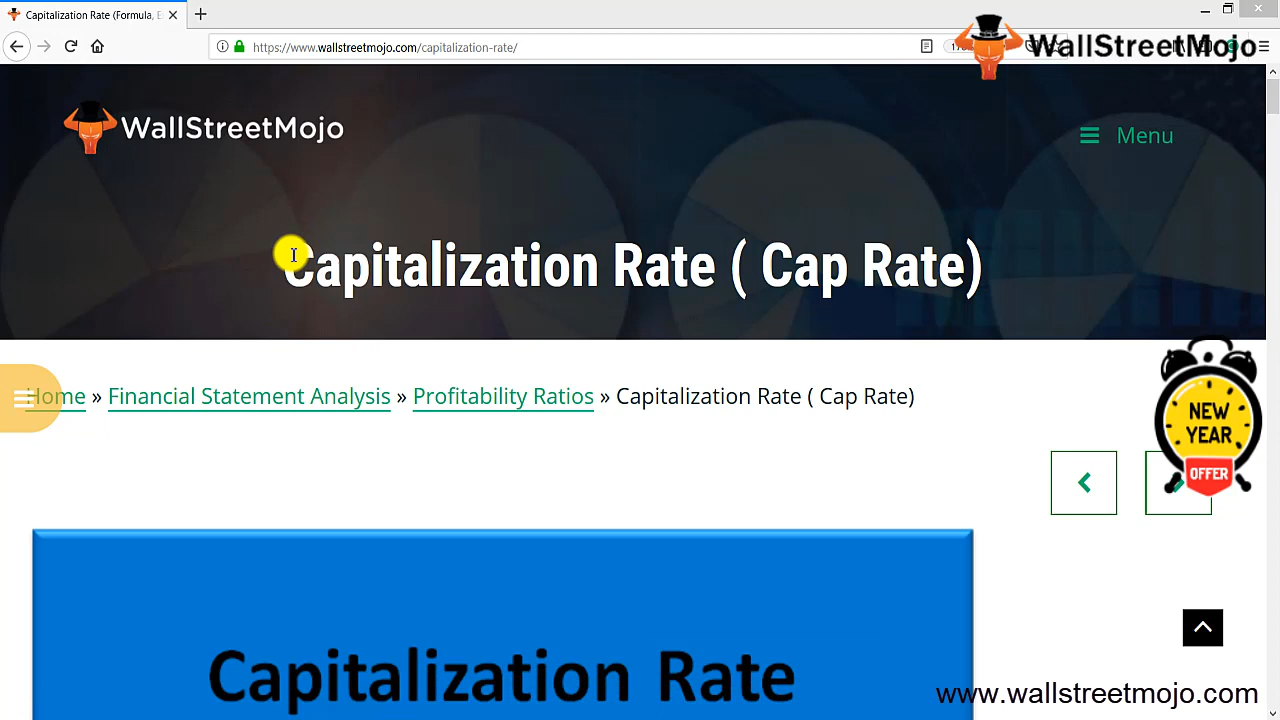 Capitalization Rate (Formula, E
https://www.wallstreetmojo.com/capitalization-rate/
WallStreetMojo
WallStreetMojo
Menu
Capitalization Rate ( Cap Rate)
Home » Financial Statement Analysis » Profitability Ratios » Capitalization Rate ( Cap Rate)
NEW
YEAR
OFFER
Capitalization Rate
www.wallstreetmojo.com